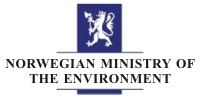 NORWEGIAN MINISTRY OF
THE ENVIRONMENT